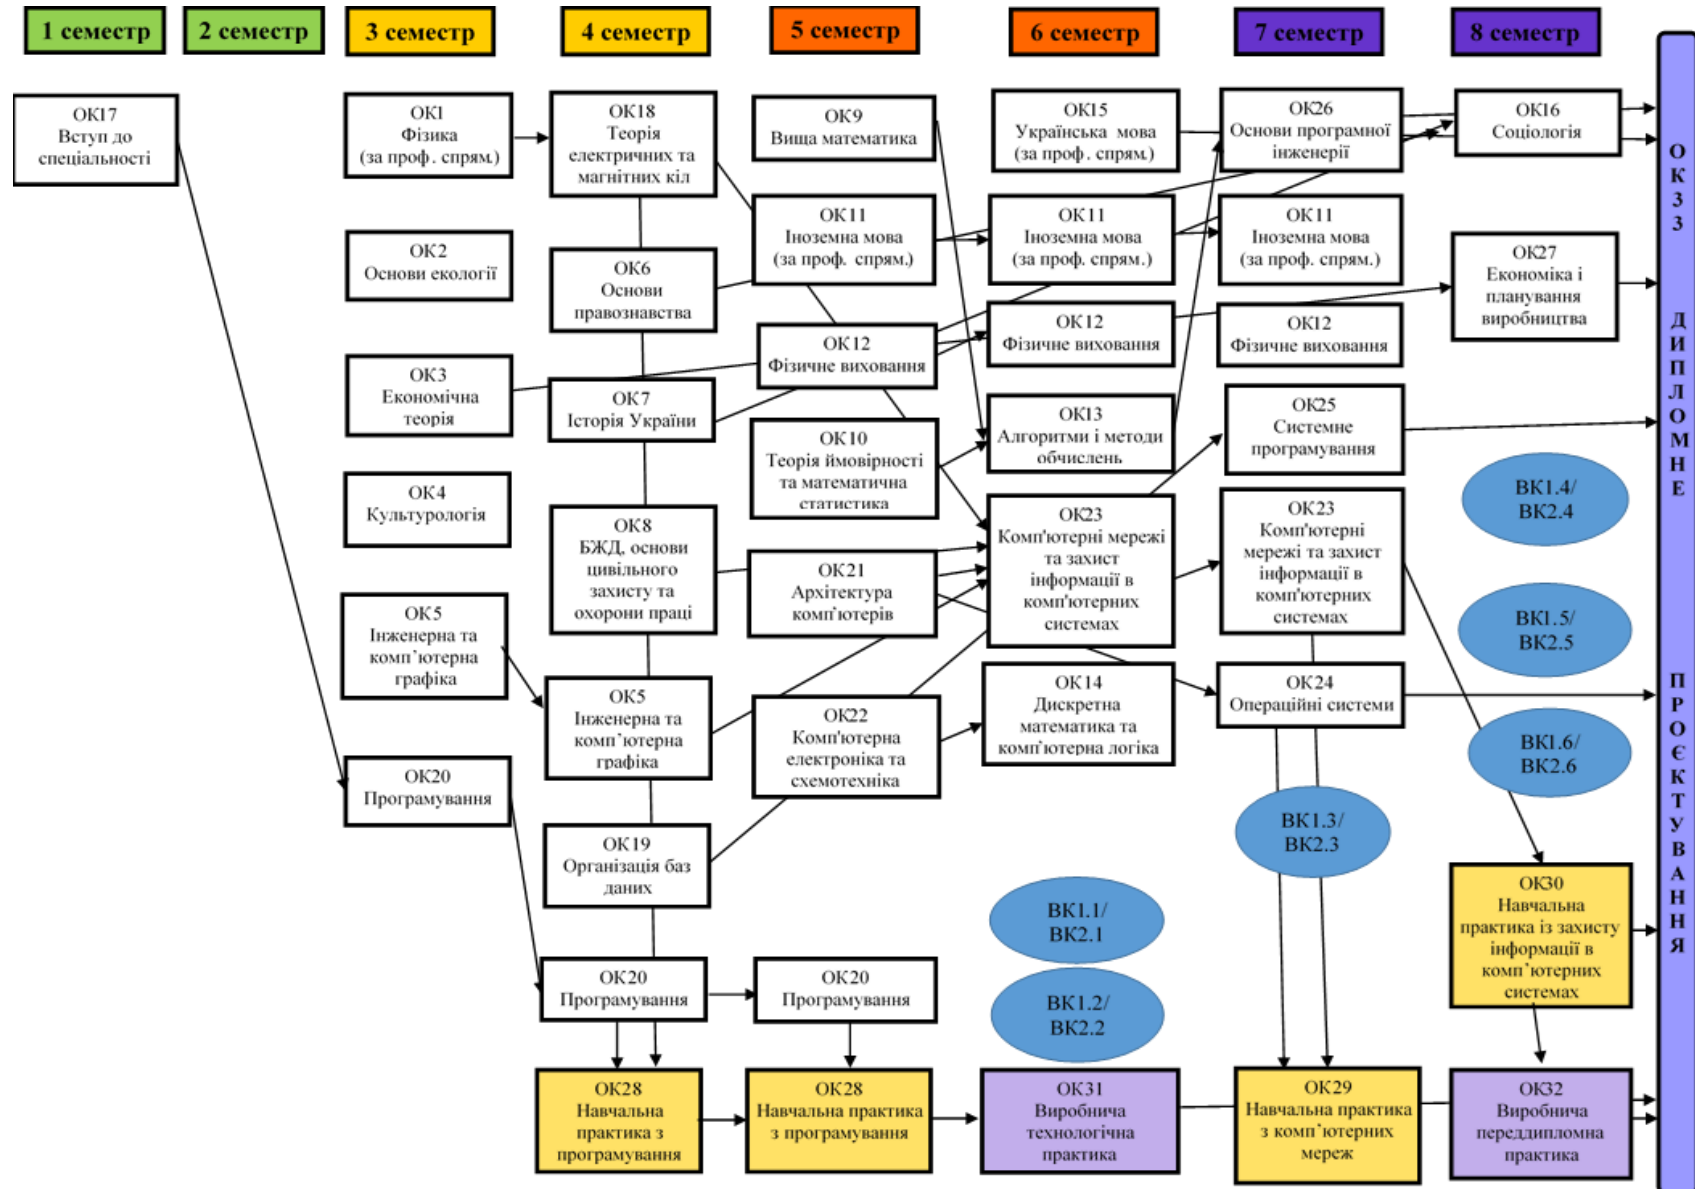 1 семестр
2 семестр
3 семестр
4 семестр
5 семестр
6 семестр
7 семестр
8 семестр
ОК17
Вступ до
спеціальності
ОК1
Фізика
(за проф. спрям.)
ОК2
Основи екології
ОК3
Економічна
теорія
ОК4
Культурологія
ОК5
Інженерна та
комп’ютерна
графіка
ОК20
Програмування
ОК18
Теорія
електричних та
магнітних кіл
ОК6
Основи
правознавства
ОК7
Історія України
ОК8
БЖД, основи
цивільного
захисту та
охорони праці
ОК5
Інженерна та
комп’ютерна
графіка
ОК19
Організація баз
даних
ОК20
Програмування
ОК28
Навчальна
практика з
програмування
ОК9
Вища математика
ОК11
Іноземна мова
(за проф. спрям.)
ОК12
Фізичне виховання
ОК10
Теорія ймовірності
та математична
статистика
ОК21
Архітектура
комп'ютерів
ОК22
Комп'ютерна
електроніка та
схемотехніка
ОК20
Програмування
ОК28
Навчальна практика
з програмування
ОК15
Українська мова
(за проф. спрям.)
ОК11
Іноземна мова
(за проф. спрям.)
ОК12
Фізичне виховання
ОК13
Алгоритми і методи
обчислень
ОК23
Комп'ютерні мережі
та захист
інформації в
комп'ютерних
системах
ОК14
Дискретна
математика та
комп'ютерна логіка
ВК1.1/
ВК2.1
ВК1.2/
ВК2.2
ОК31
Виробнича
технологічна
практика
ОК26
Основи програмної
інженерії
ОК11
Іноземна мова
(за проф. спрям.)
ОК12
Фізичне виховання
ОК25
Системне
програмування
ОК23
Комп'ютерні
мережі та захист
інформації в
комп'ютерних
системах
ОК24
Операційні системи
ВК1.3/
ВК2.3
ОК29
Навчальна практика
з комп’ютерних
мереж
ОК16
Соціологія
ОК27
Економіка і
планування
виробництва
ВК1.4/
ВК2.4
ВК1.5/
ВК2.5
ВК1.6/
ВК2.6
ОК30
Навчальна
практика із захисту
інформації в
комп’ютерних
системах
ОК32
Виробнича
переддипломна
практика
ОК33 ДИПЛОМНЕ ПРОЄКТУВАННЯ